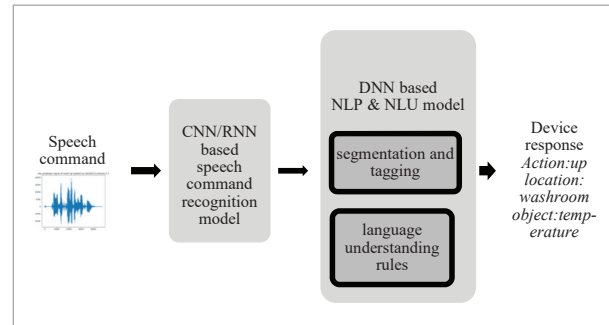 Speech
command
CNN/RNN
based
speech
command
recognition
model
DNN based
NLP & NLU model
segmentation and
tagging
language
understanding
rules
Device
response
Action:up
location:
washroom
object:temp-
erature